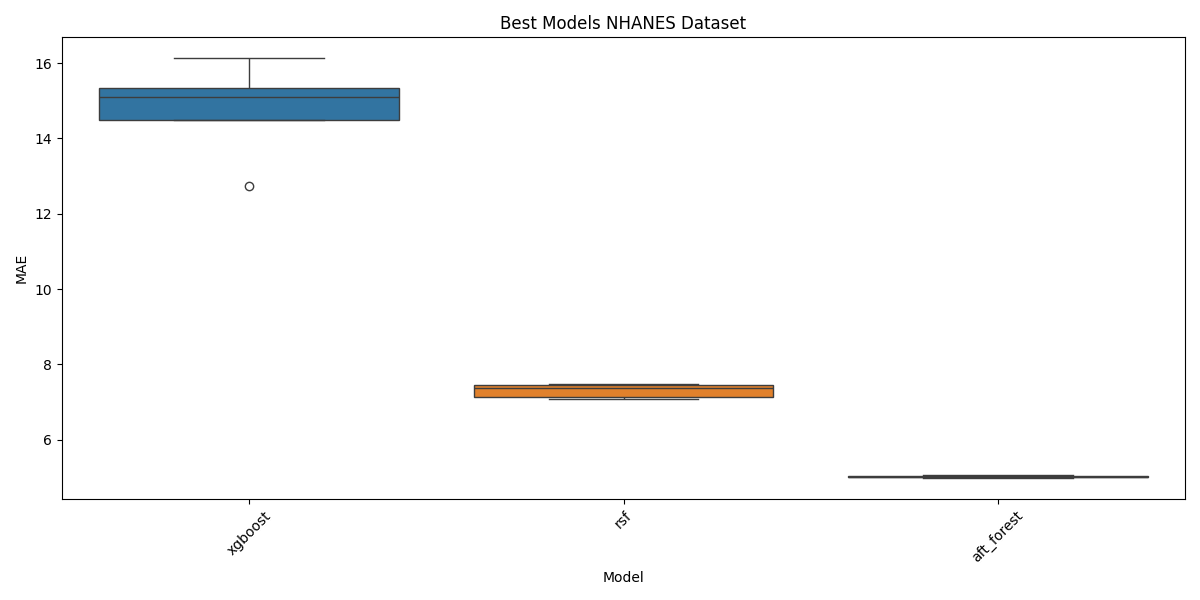 Best Models NHANES Dataset
MAE
16
14
12
10
8
6
xgboost
rsf
aft_forest
Model